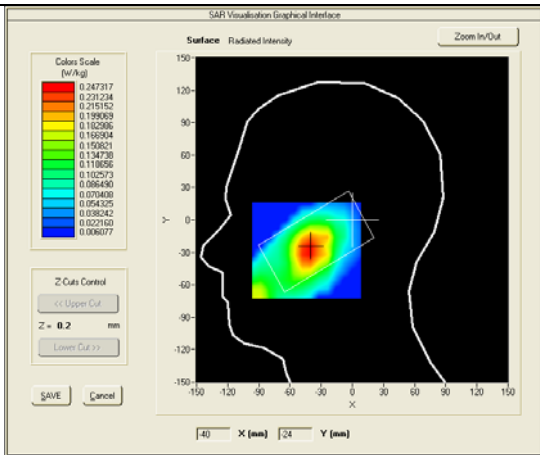 SAR Visualisation Graphical Interface
Surface Radiated Intensity
Zoom In/Out
Colors Scale
(W/kg)
0.247317
0.231234
0.215152
0.199069
0.182986
0.166904
0.150821
0.134738
0.118656
0.102573
0.086490
0.070408
0.054325
0.038242
0.022160
0.006077
Z Cuts Control
<< Upper Cut
Z = 0.2 mm
Lower Cut >>
SAVE Cancel
150
120
90
60
30
0
-30
-60
-90
-120
-150
Y
-150 -120 -90 -60 -30 0 30 60 90 120 150
X
-40 X (mm) -24 Y (mm)